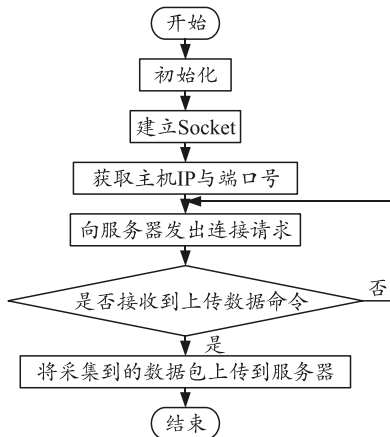 开始
初始化
建立Socket
获取主机IP与端口号
向服务器发出连接请求
是否接收到上传数据命令
否
是
将采集到的数据包上传到服务器
结束